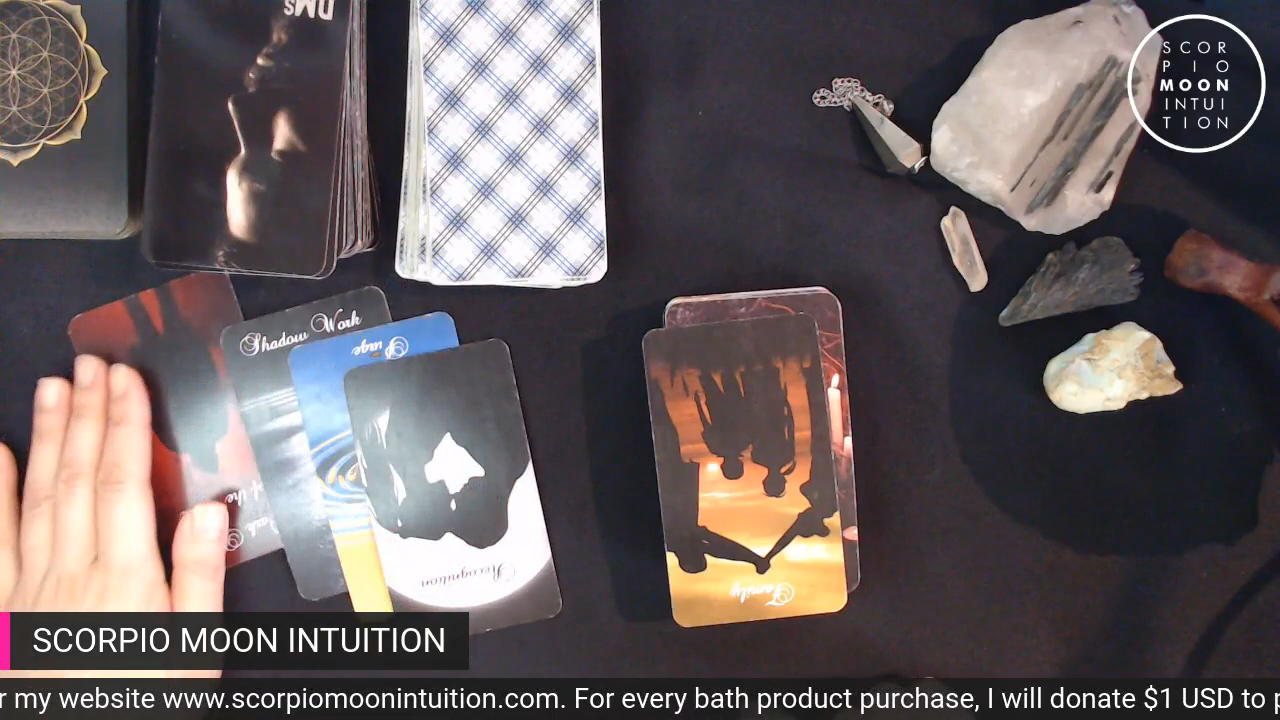 DMs
SCOR
PIO
MOON
INTUI
TION
Shadow Work
Recognition
Family
SCORPIO MOON INTUITION
r my website www.scorpiomoonintuition.com. For every bath product purchase, I will donate $1 USD to p